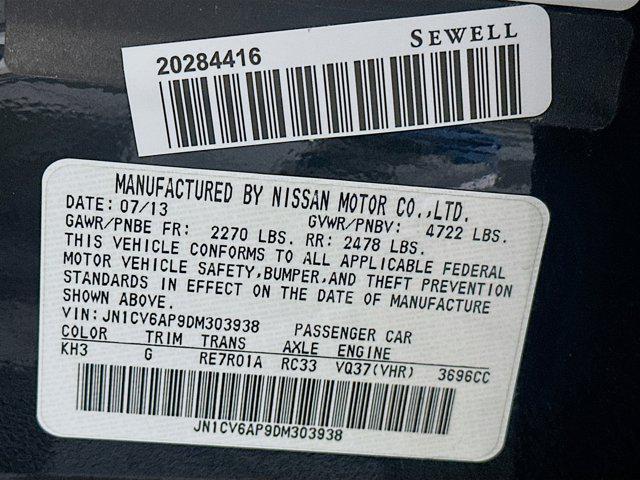 SEWELL
20284416
MANUFACTURED BY NISSAN MOTOR CO.,LTD.
DATE: 07/13 GVWR/PNBV: 4722 LBS.
GAWR/PNBE FR: 2270 LBS. RR: 2478 LBS.
THIS VEHICLE CONFORMS TO ALL APPLICABLE FEDERAL
MOTOR VEHICLE SAFETY,BUMPER,AND THEFT PREVENTION
STANDARDS IN EFFECT ON THE DATE OF MANUFACTURE
SHOWN ABOVE.
VIN:JN1CV6AP9DM303938 PASSENGER CAR
COLOR TRIM TRANS AXLE ENGINE
KH3 G RE7R01A RC33 VQ37(VHR) 3696CC
JN1CV6AP9DM303938